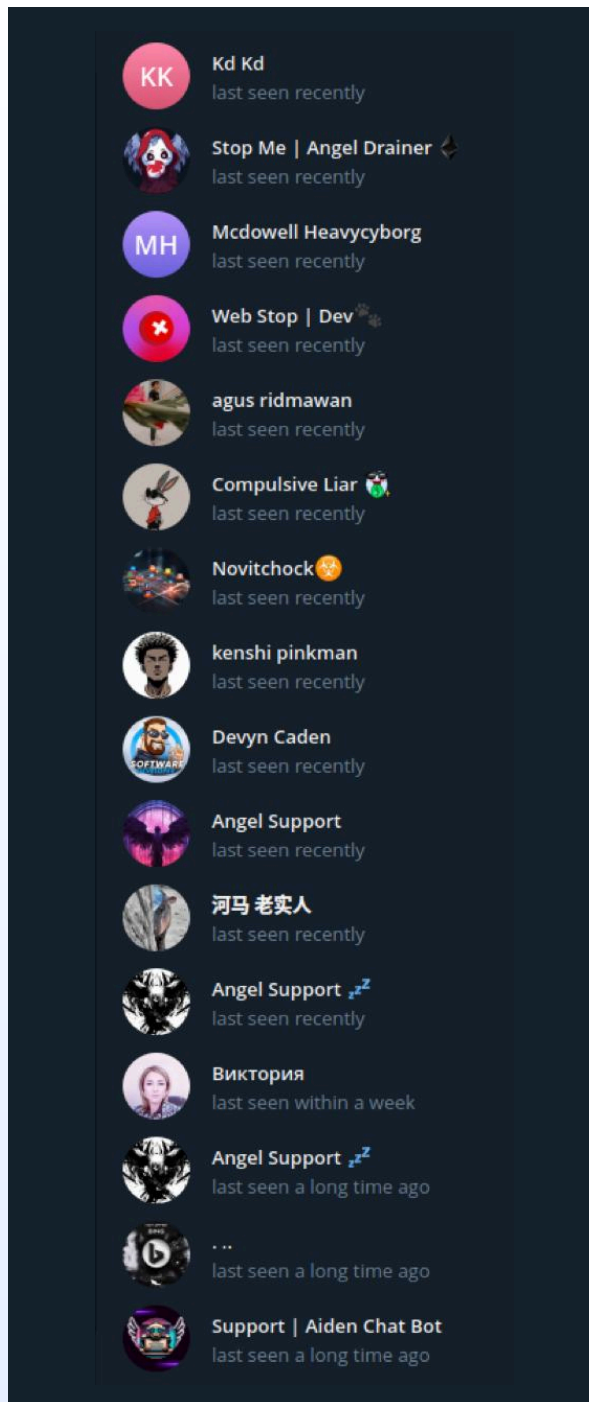 KK
Kd Kd
last seen recently
Stop Me | Angel Drainer
last seen recently
MH
Mcdowell Heavycyborg
last seen recently
Web Stop | Dev🐾
last seen recently
agus ridmawan
last seen recently
Compulsive Liar
last seen recently
Novitchock☣
last seen recently
kenshi pinkman
last seen recently
SOFTWARE
Devyn Caden
last seen recently
Angel Support
last seen recently
河马 老实人
last seen recently
Angel Support 💤
last seen recently
Виктория
last seen within a week
Angel Support 💤
last seen a long time ago
BING
. ..
last seen a long time ago
Support | Aiden Chat Bot
last seen a long time ago